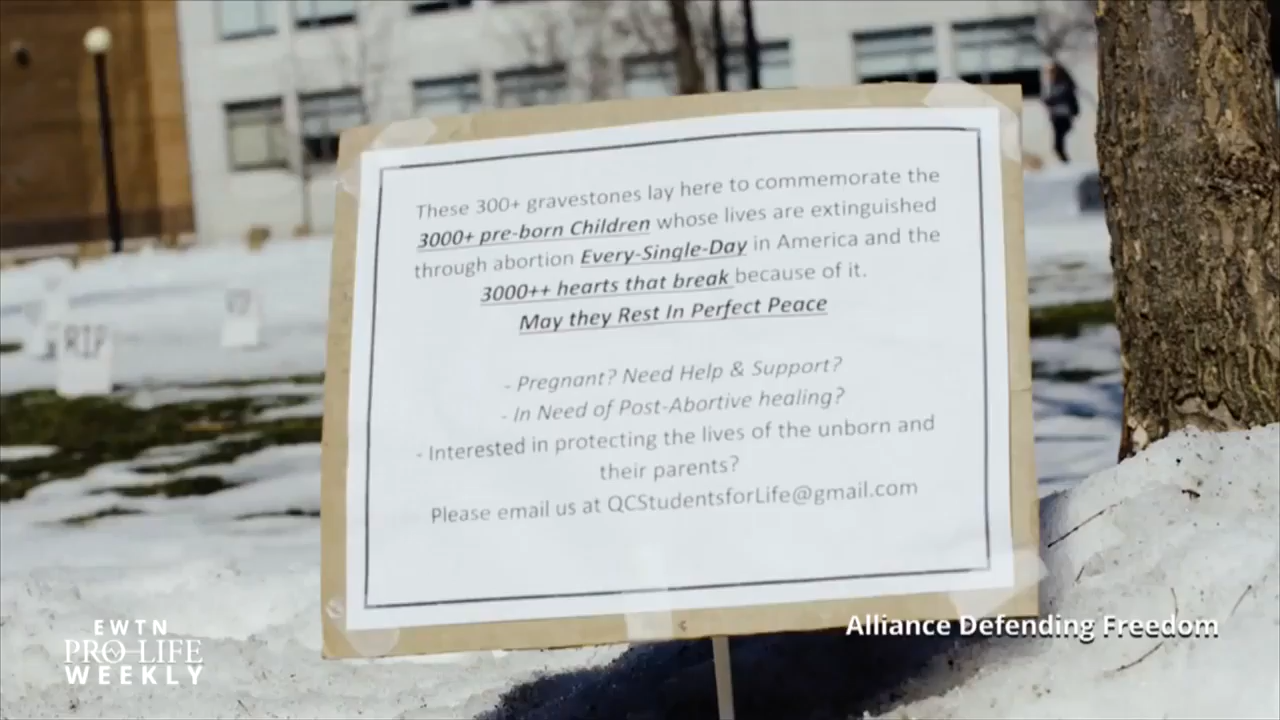 These 300+ gravestones lay here to commemorate the
3000+ pre-born Children whose lives are extinguished
through abortion Every-Single-Day in America and the
3000++ hearts that break because of it.
May they Rest In Perfect Peace
- Pregnant? Need Help & Support?
- In Need of Post-Abortive healing?
- Interested in protecting the lives of the unborn and
their parents?
Please email us at QCStudentsforLife@gmail.com
RIP
EWTN
PRO-LIFE
WEEKLY
Alliance Defending Freedom